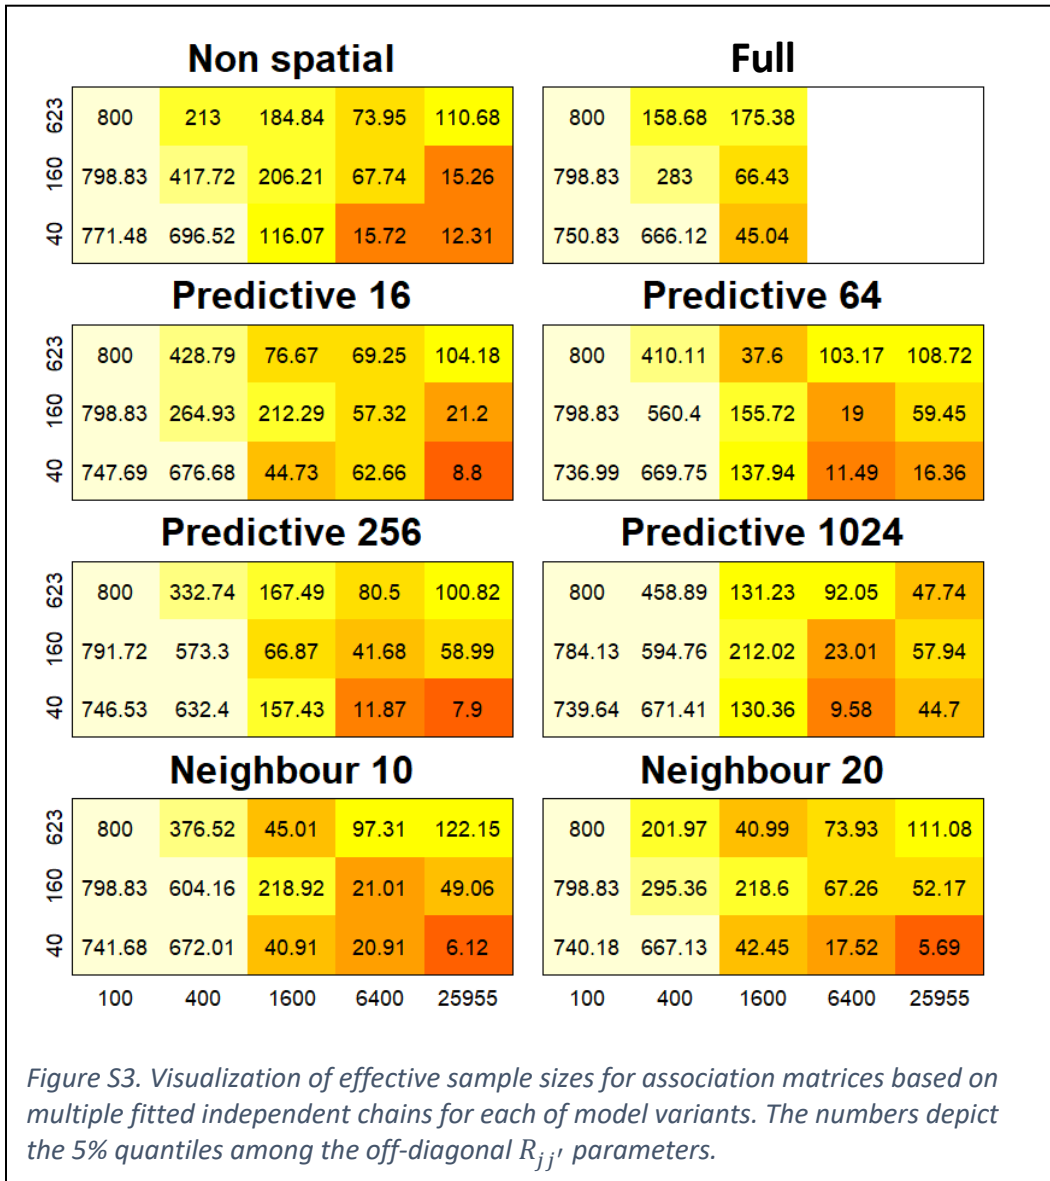 Non spatial Full
623 800 213 184.84 73.95 110.68 800 158.68 175.38
160 798.83 417.72 206.21 67.74 15.26 798.83 283 66.43
40 771.48 696.52 116.07 15.72 12.31 750.83 666.12 45.04
Predictive 16 Predictive 64
623 800 428.79 76.67 69.25 104.18 800 410.11 37.6 103.17 108.72
160 798.83 264.93 212.29 57.32 21.2 798.83 560.4 155.72 19 59.45
40 747.69 676.68 44.73 62.66 8.8 736.99 669.75 137.94 11.49 16.36
Predictive 256 Predictive 1024
623 800 332.74 167.49 80.5 100.82 800 458.89 131.23 92.05 47.74
160 791.72 573.3 66.87 41.68 58.99 784.13 594.76 212.02 23.01 57.94
40 746.53 632.4 157.43 11.87 7.9 739.64 671.41 130.36 9.58 44.7
Neighbour 10 Neighbour 20
623 800 376.52 45.01 97.31 122.15 800 201.97 40.99 73.93 111.08
160 798.83 604.16 218.92 21.01 49.06 798.83 295.36 218.6 67.26 52.17
40 741.68 672.01 40.91 20.91 6.12 740.18 667.13 42.45 17.52 5.69
100 400 1600 6400 25955 100 400 1600 6400 25955
Figure S3. Visualization of effective sample sizes for association matrices based on
multiple fitted independent chains for each of model variants. The numbers depict
the 5% quantiles among the off-diagonal R_{jj'} parameters.